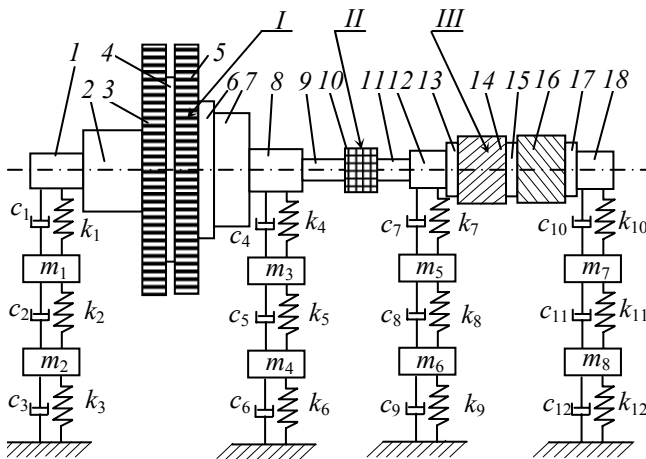 I II III
1 2 3 4 5 6 7 8 9 10 11 12 13 14 15 16 17 18
c1 k1 c4 k4 c7 k7 c10 k10
m1 m3 m5 m7
c2 k2 c5 k5 c8 k8 c11 k11
m2 m4 m6 m8
c3 k3 c6 k6 c9 k9 c12 k12